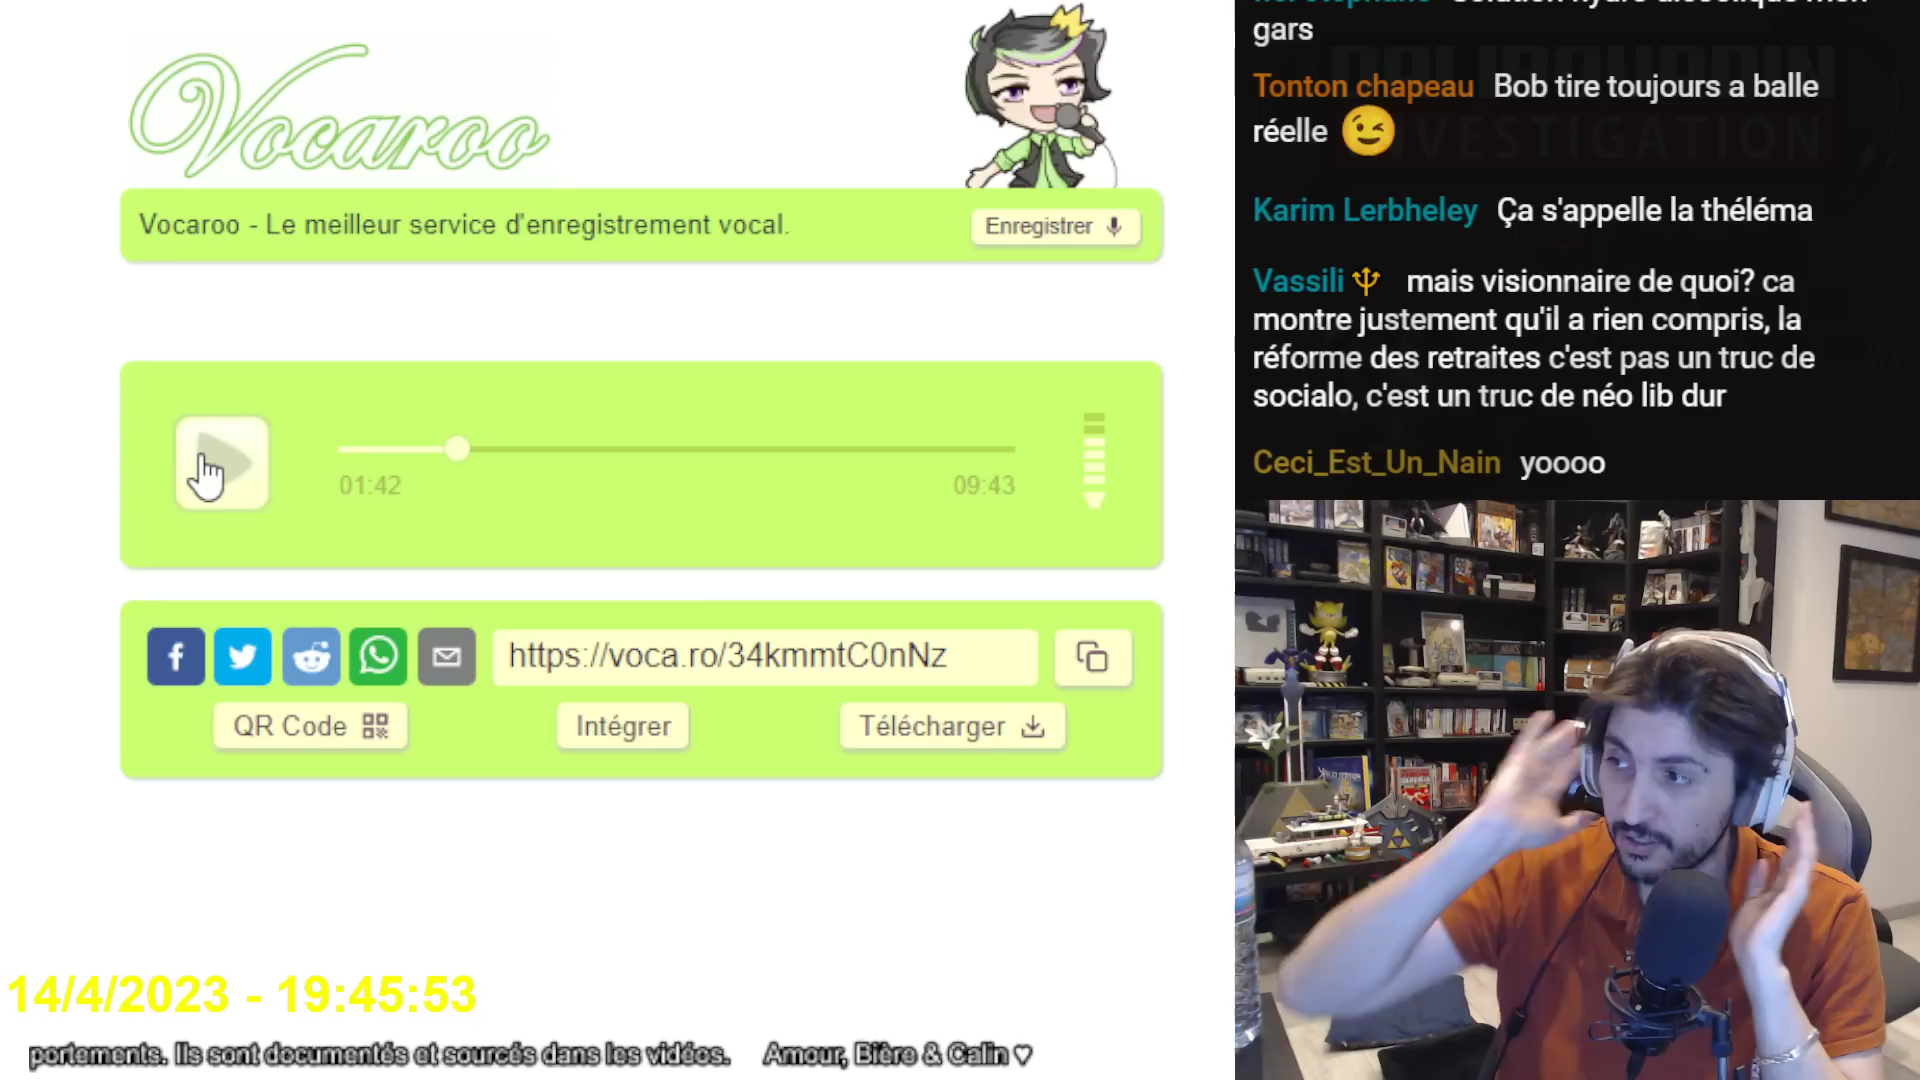 Vocaroo
Vocaroo - Le meilleur service d'enregistrement vocal.
Enregistrer
01:42
09:43
https://voca.ro/34kmmtC0nNz
QR Code
Intégrer
Télécharger
14/4/2023 - 19:45:53
portements. Ils sont documentés et sourcés dans les vidéos. Amour, Bière & Calin ♥
gars
Tonton chapeau Bob tire toujours a balle
réelle 😉
Karim Lerbheley Ça s'appelle la théléma
Vassili mais visionnaire de quoi? ca
montre justement qu'il a rien compris, la
réforme des retraites c'est pas un truc de
socialo, c'est un truc de néo lib dur
Ceci_Est_Un_Nain yoooo